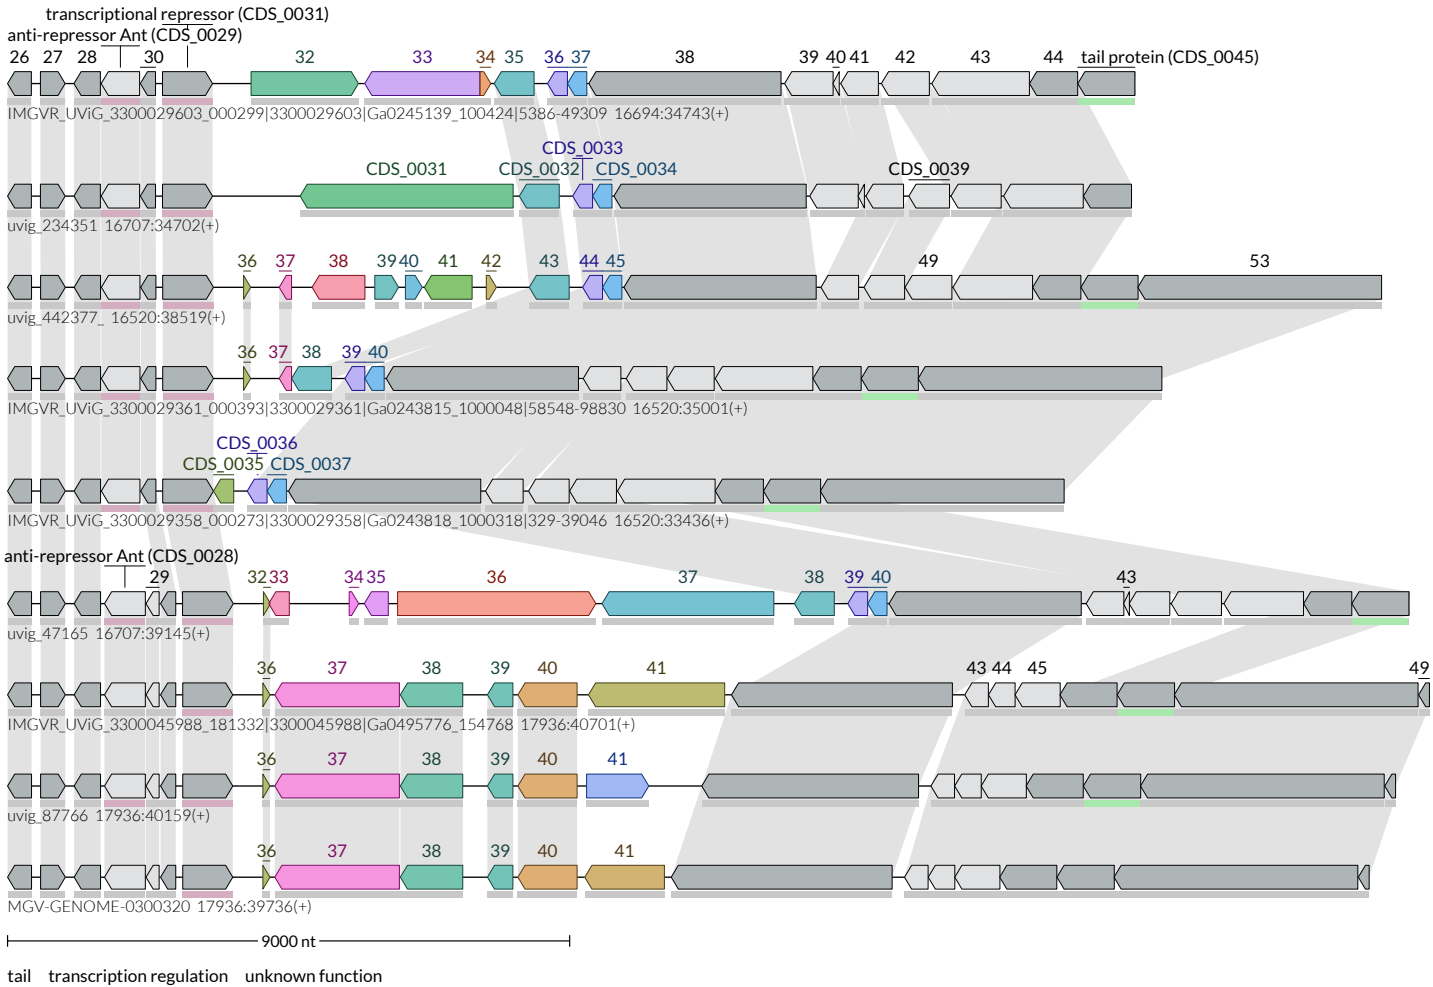 transcriptional repressor (CDS_0031)
anti-repressor Ant (CDS_0029)
26 27 28 30 32 33 34 35 36 37 38 39 40 41 42 43 44 tail protein (CDS_0045)
IMGVR_UViG_3300029603_000299|3300029603|Ga0245139_100424|5386-49309 16694:34743(+)
CDS_0033
CDS_0031 CDS_0032 CDS_0034 CDS_0039
uvig_234351 16707:34702(+)
36 37 38 39 40 41 42 43 44 45 49 53
uvig_442377_ 16520:38519(+)
36 37 38 39 40
IMGVR_UViG_3300029361_000393|3300029361|Ga0243815_1000048|58548-98830 16520:35001(+)
CDS_0036
CDS_0035 CDS_0037
IMGVR_UViG_3300029358_000273|3300029358|Ga0243818_1000318|329-39046 16520:33436(+)
anti-repressor Ant (CDS_0028)
29 32 33 34 35 36 37 38 39 40 43
uvig_47165 16707:39145(+)
36 37 38 39 40 41 43 44 45 49
IMGVR_UViG_3300045988_181332|3300045988|Ga0495776_154768 17936:40701(+)
36 37 38 39 40 41
uvig_87766 17936:40159(+)
36 37 38 39 40 41
MGV-GENOME-0300320 17936:39736(+)
9000 nt
tail transcription regulation unknown function